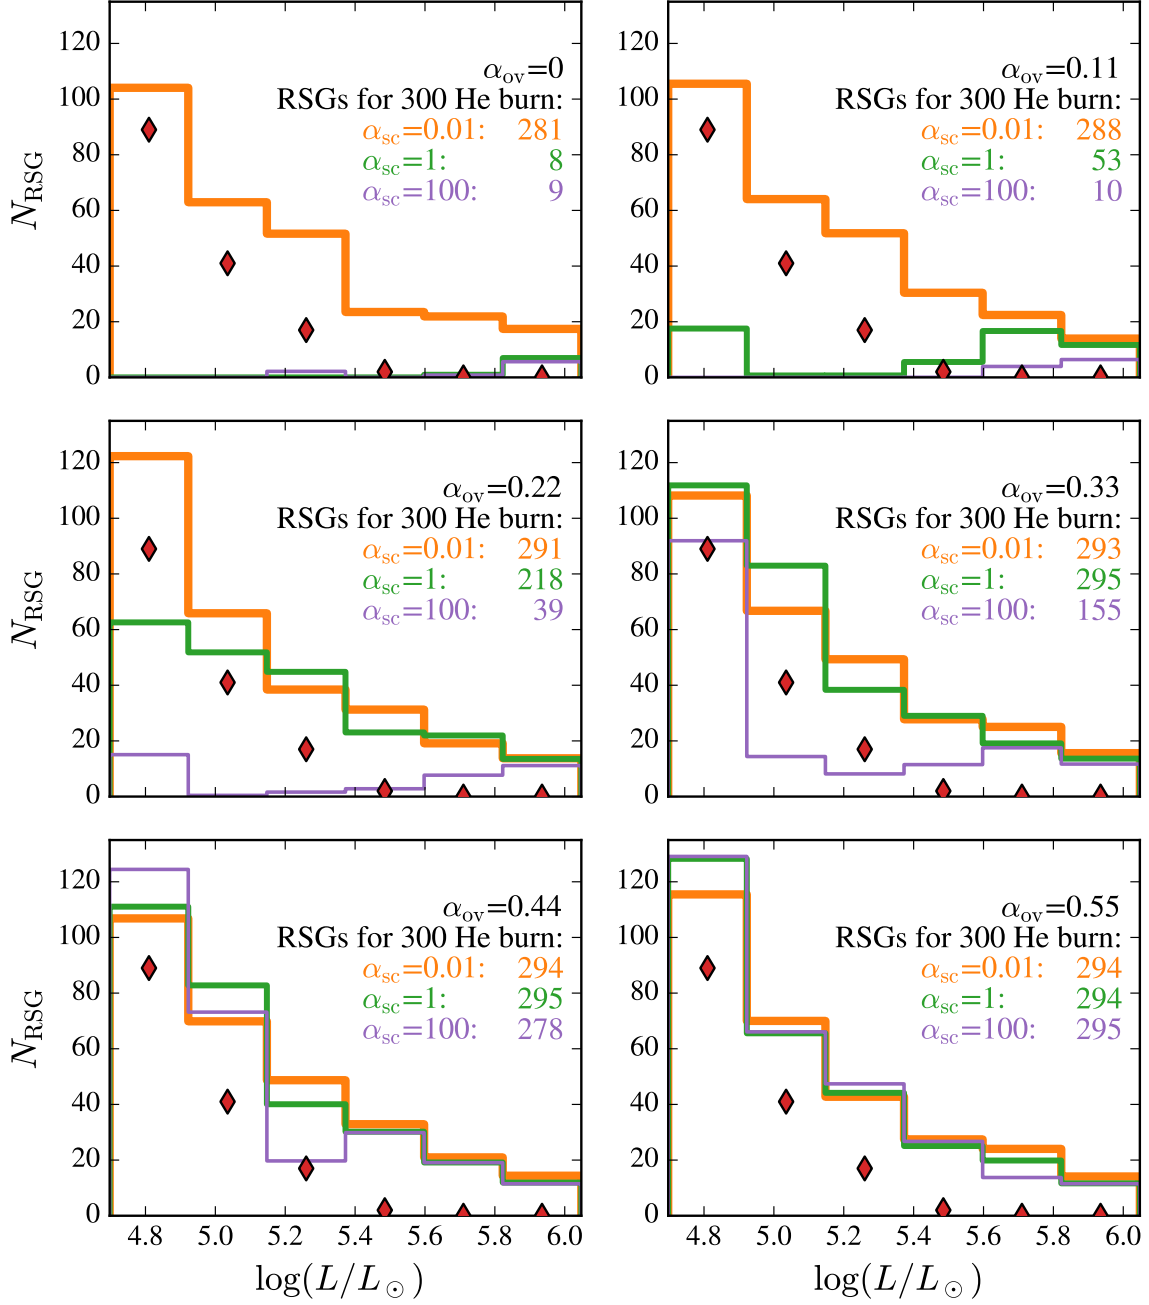 α_ov=0
RSGs for 300 He burn:
α_sc=0.01: 281
α_sc=1: 8
α_sc=100: 9
120
100
80
60
40
20
0
N_RSG
α_ov=0.11
RSGs for 300 He burn:
α_sc=0.01: 288
α_sc=1: 53
α_sc=100: 10
120
100
80
60
40
20
0
α_ov=0.22
RSGs for 300 He burn:
α_sc=0.01: 291
α_sc=1: 218
α_sc=100: 39
120
100
80
60
40
20
0
N_RSG
α_ov=0.33
RSGs for 300 He burn:
α_sc=0.01: 293
α_sc=1: 295
α_sc=100: 155
120
100
80
60
40
20
0
α_ov=0.44
RSGs for 300 He burn:
α_sc=0.01: 294
α_sc=1: 295
α_sc=100: 278
120
100
80
60
40
20
0
N_RSG
4.8 5.0 5.2 5.4 5.6 5.8 6.0
log(L/L_⊙)
α_ov=0.55
RSGs for 300 He burn:
α_sc=0.01: 294
α_sc=1: 294
α_sc=100: 295
120
100
80
60
40
20
0
4.8 5.0 5.2 5.4 5.6 5.8 6.0
log(L/L_⊙)